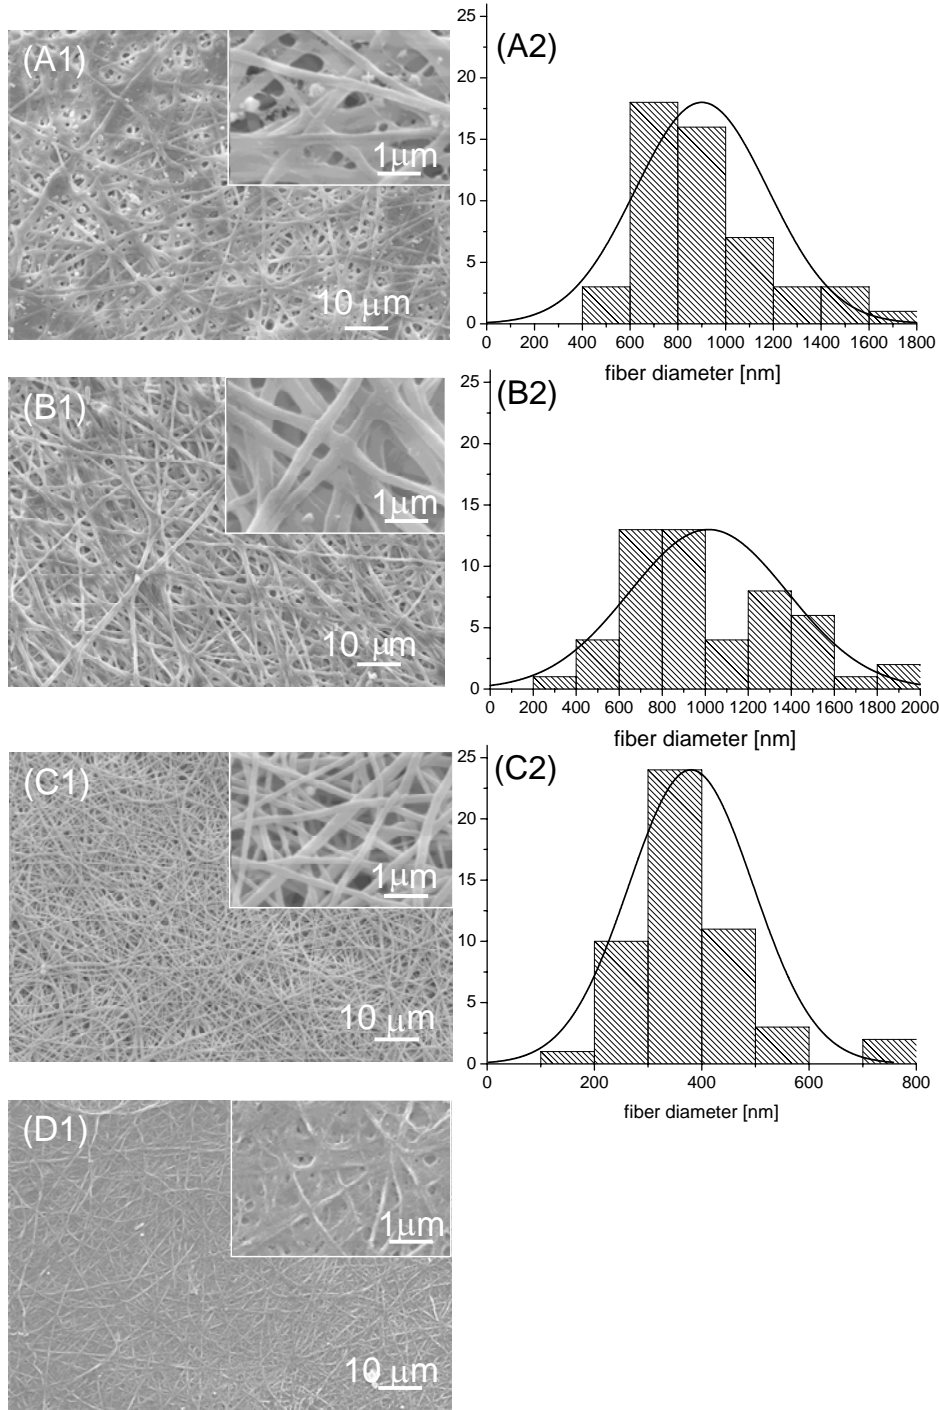 (A1)
1μm
10 μm
(A2)
25
20
15
10
5
0
0 200 400 600 800 1000 1200 1400 1600 1800
fiber diameter [nm]
(B1)
1μm
10 μm
(B2)
25
20
15
10
5
0
0 200 400 600 800 1000 1200 1400 1600 1800 2000
fiber diameter [nm]
(C1)
1μm
10 μm
(C2)
25
20
15
10
5
0
0 200 400 600 800
fiber diameter [nm]
(D1)
1μm
10 μm